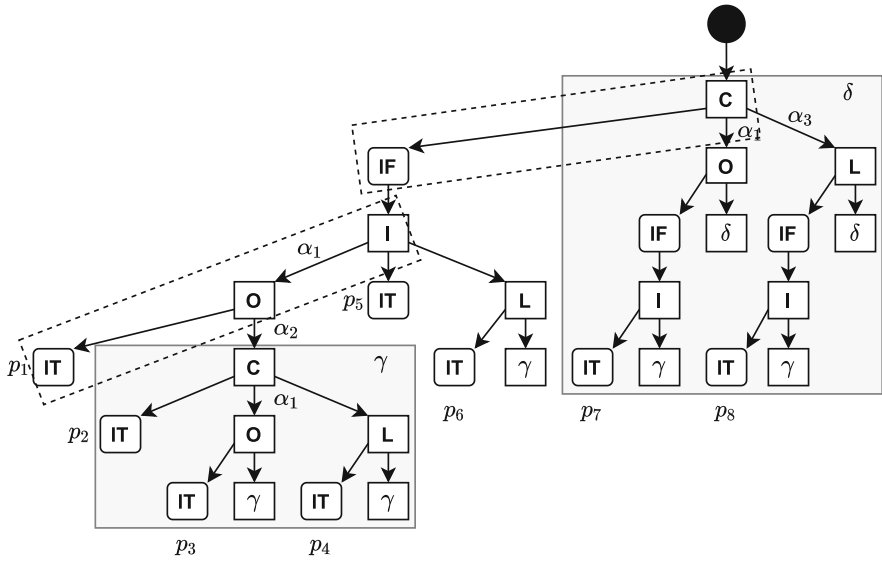 C δ
α₁ α₃
IF O L
I IF δ IF δ
α₁
O p₅ IT L I I
α₂
p₁ IT C γ IT γ IT γ IT γ
α₁
p₂ IT O L p₆ p₇ p₈
IT γ IT γ
p₃ p₄